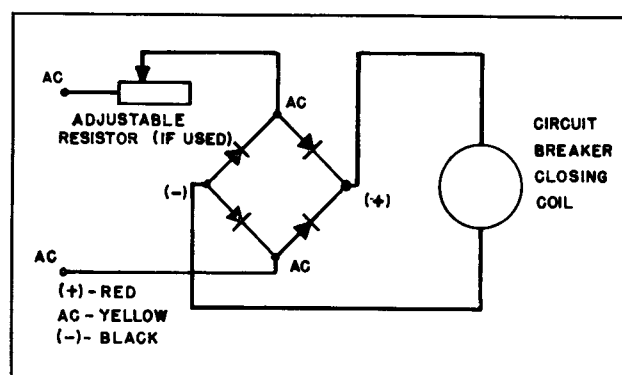 AC
ADJUSTABLE
RESISTOR (IF USED)
AC
(-)
(+)
CIRCUIT
BREAKER
CLOSING
COIL
AC
AC
(+)-RED
AC-YELLOW
(-)-BLACK